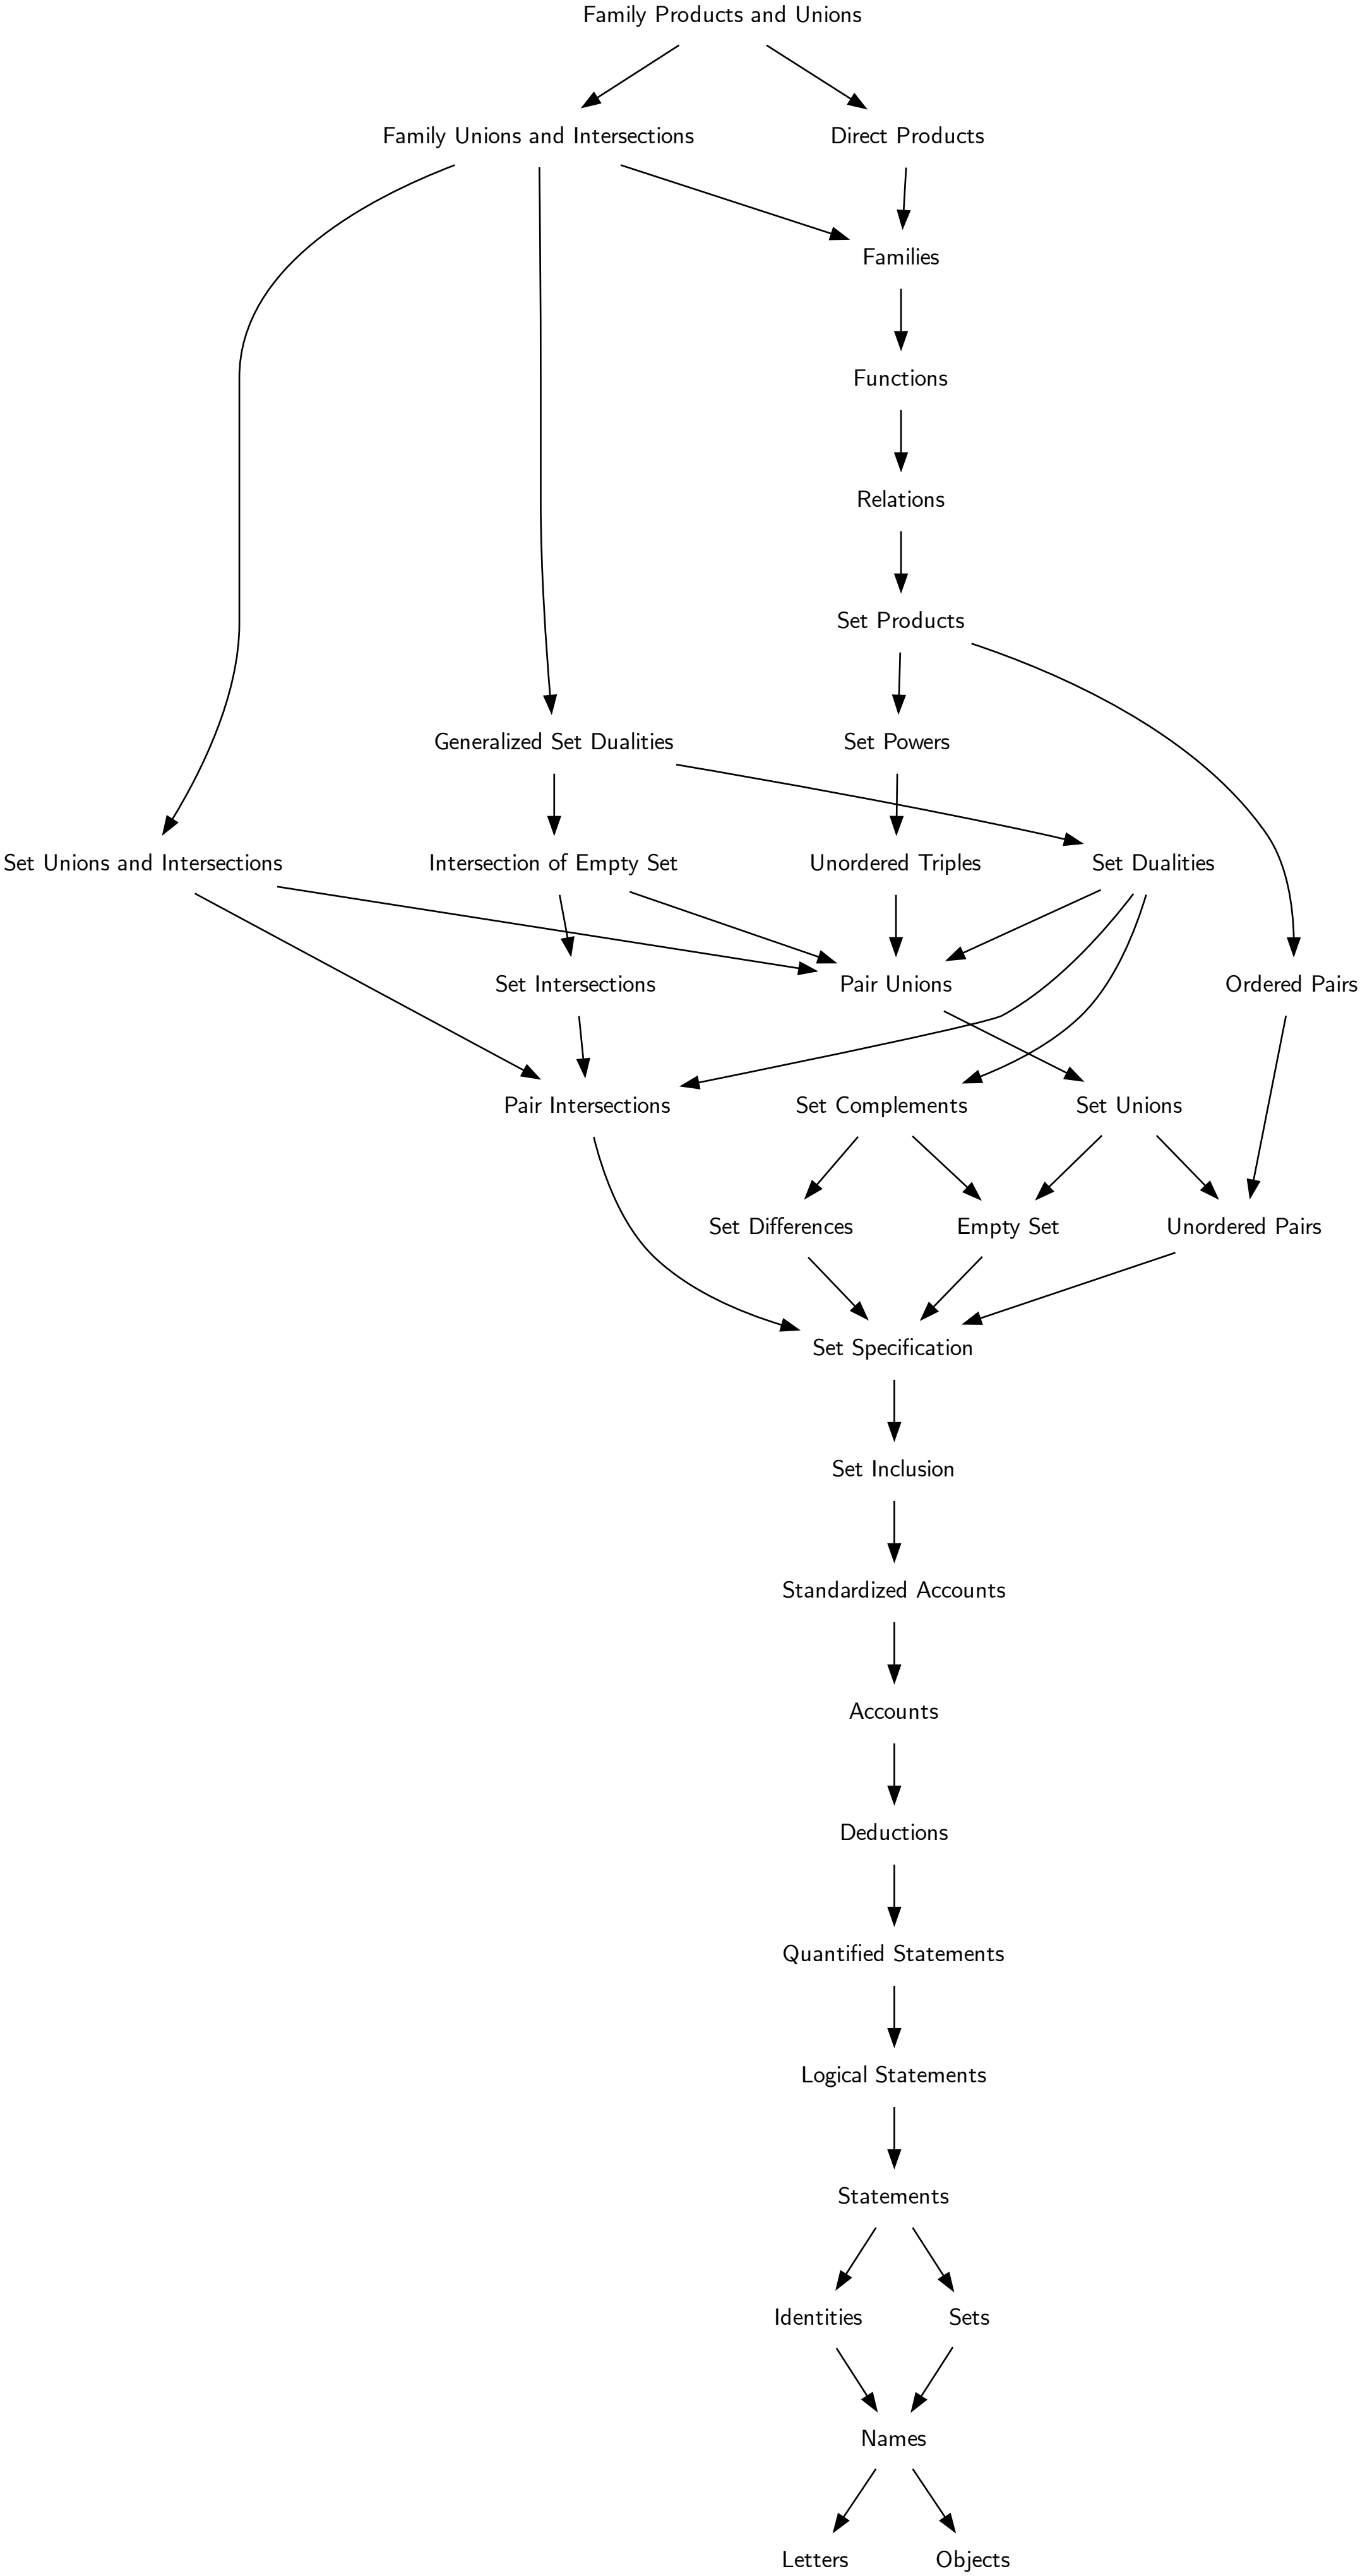 Family Products and Unions
Family Unions and Intersections
Direct Products
Families
Functions
Relations
Set Products
Generalized Set Dualities
Set Powers
Set Unions and Intersections
Intersection of Empty Set
Unordered Triples
Set Dualities
Set Intersections
Pair Unions
Ordered Pairs
Pair Intersections
Set Complements
Set Unions
Set Differences
Empty Set
Unordered Pairs
Set Specification
Set Inclusion
Standardized Accounts
Accounts
Deductions
Quantified Statements
Logical Statements
Statements
Identities
Sets
Names
Letters
Objects